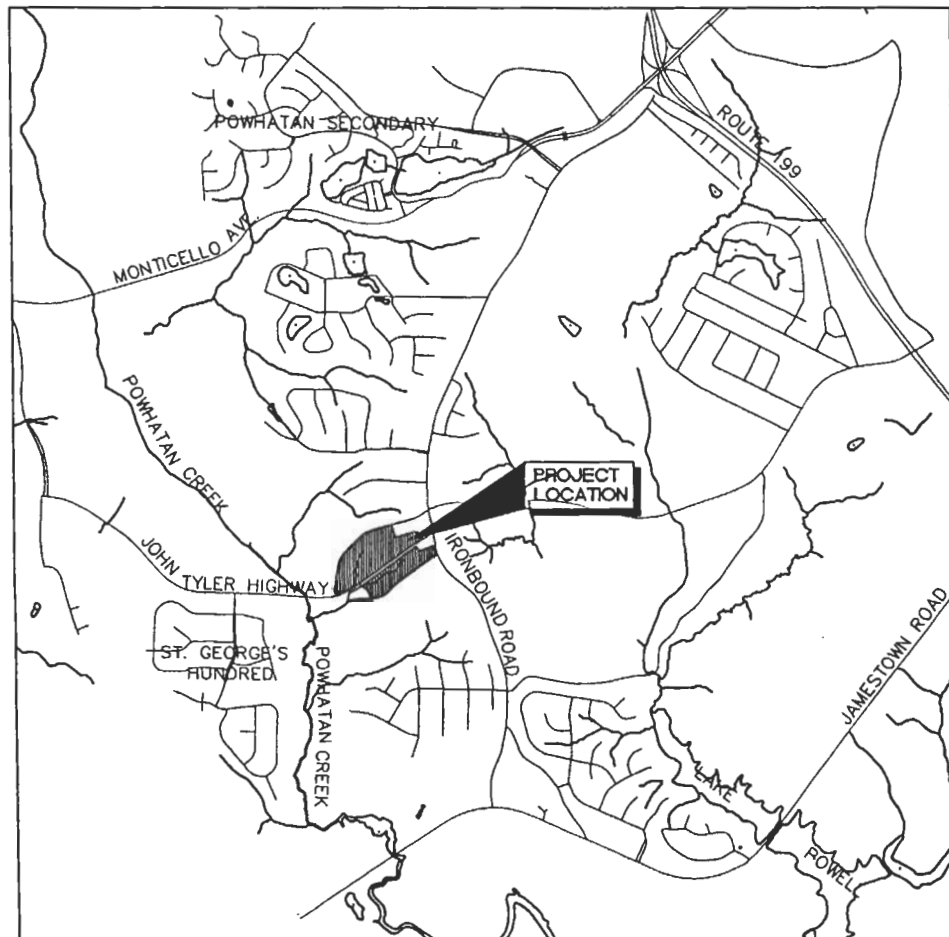 POWHATAN SECONDARY
ROUTE 199
MONTICELLO AVE.
POWHATAN CREEK
PROJECT
LOCATION
JOHN TYLER HIGHWAY
IRONBOUND ROAD
ST. GEORGE'S
HUNDRED
POWHATAN CREEK
JAMESTOWN ROAD
LAKE
POWELL